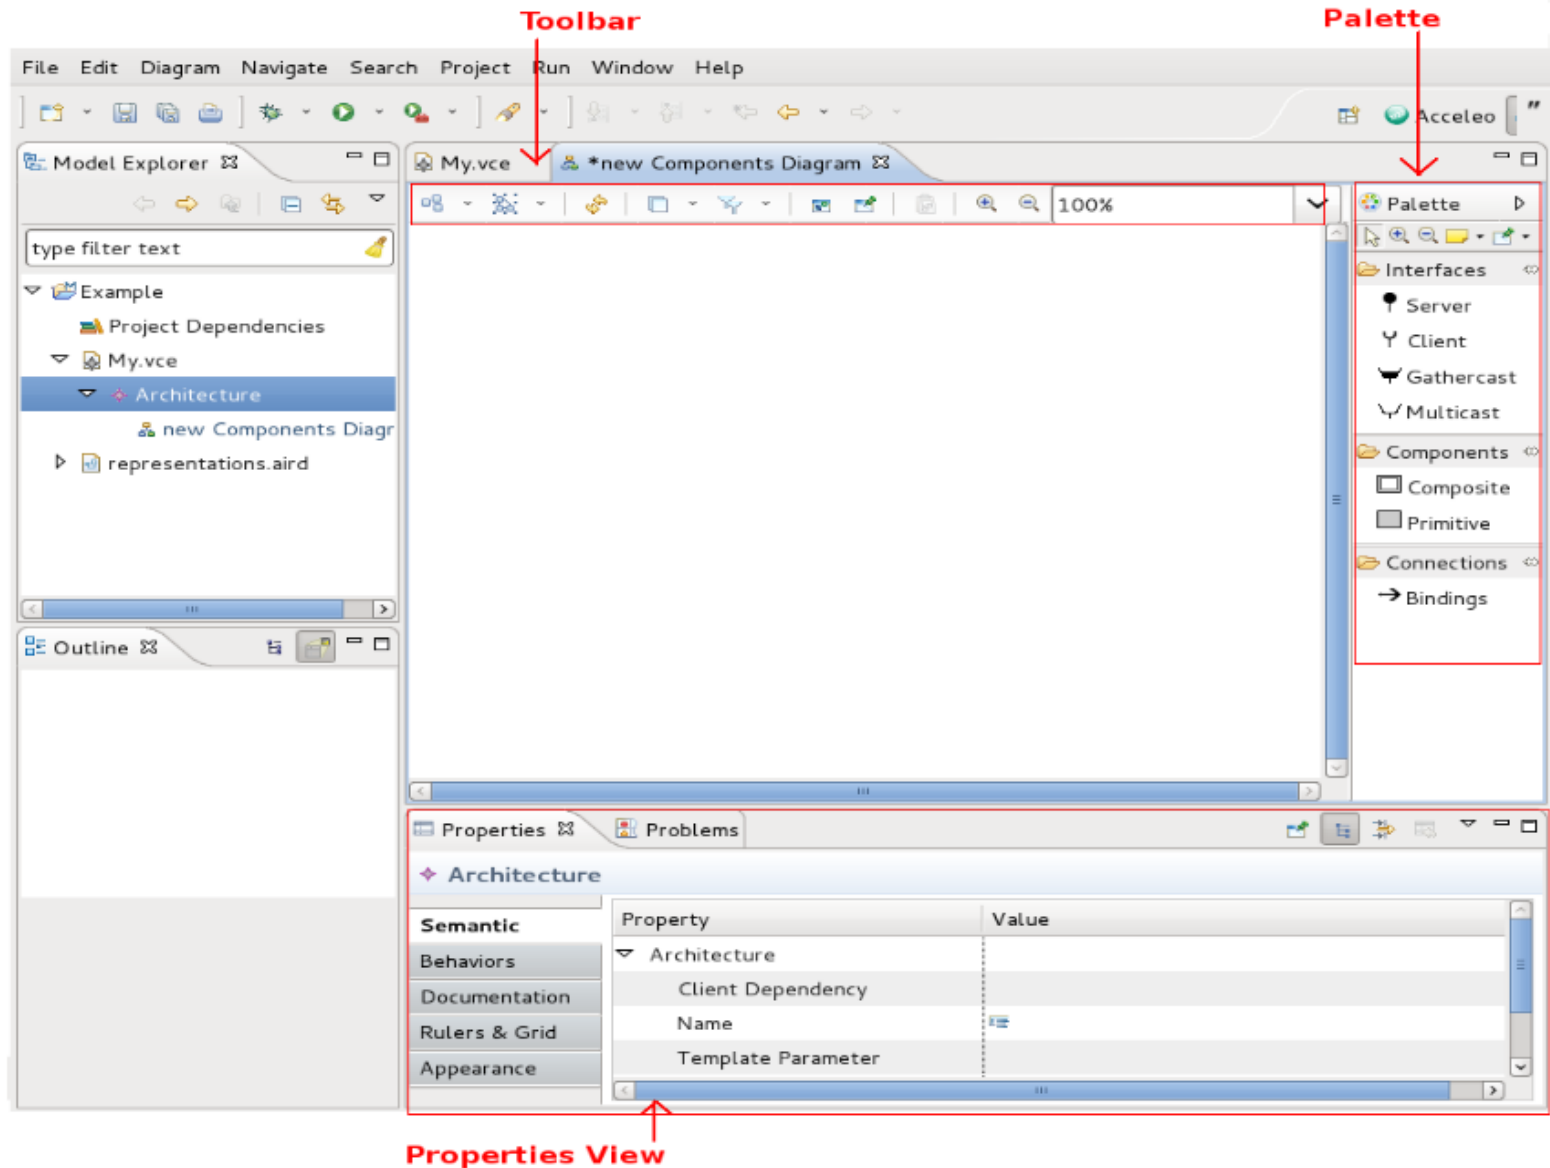 Toolbar
Palette
File Edit Diagram Navigate Search Project Run Window Help
Acceleo "
Model Explorer
My.vce
*new Components Diagram
100%
Palette
type filter text
Example
Project Dependencies
My.vce
Architecture
new Components Diagr
representations.aird
Interfaces
Server
Client
Gathercast
Multicast
Components
Composite
Primitive
Connections
Bindings
Outline
Properties
Problems
Architecture
Semantic
Behaviors
Documentation
Rulers & Grid
Appearance
Property Value
Architecture
Client Dependency
Name
Template Parameter
Properties View